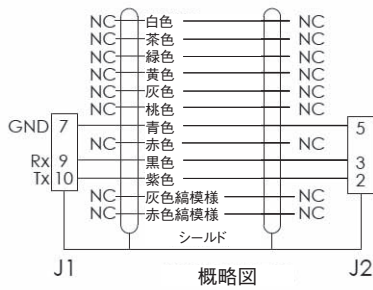 NC 白色 NC
NC 茶色 NC
NC 緑色 NC
NC 黄色 NC
NC 灰色 NC
NC 桃色 NC
GND 7 青色 5
NC 赤色 NC
Rx 9 黒色 3
Tx 10 紫色 2
NC 灰色縞模様 NC
NC 赤色縞模様 NC
シールド
J1 概略図 J2